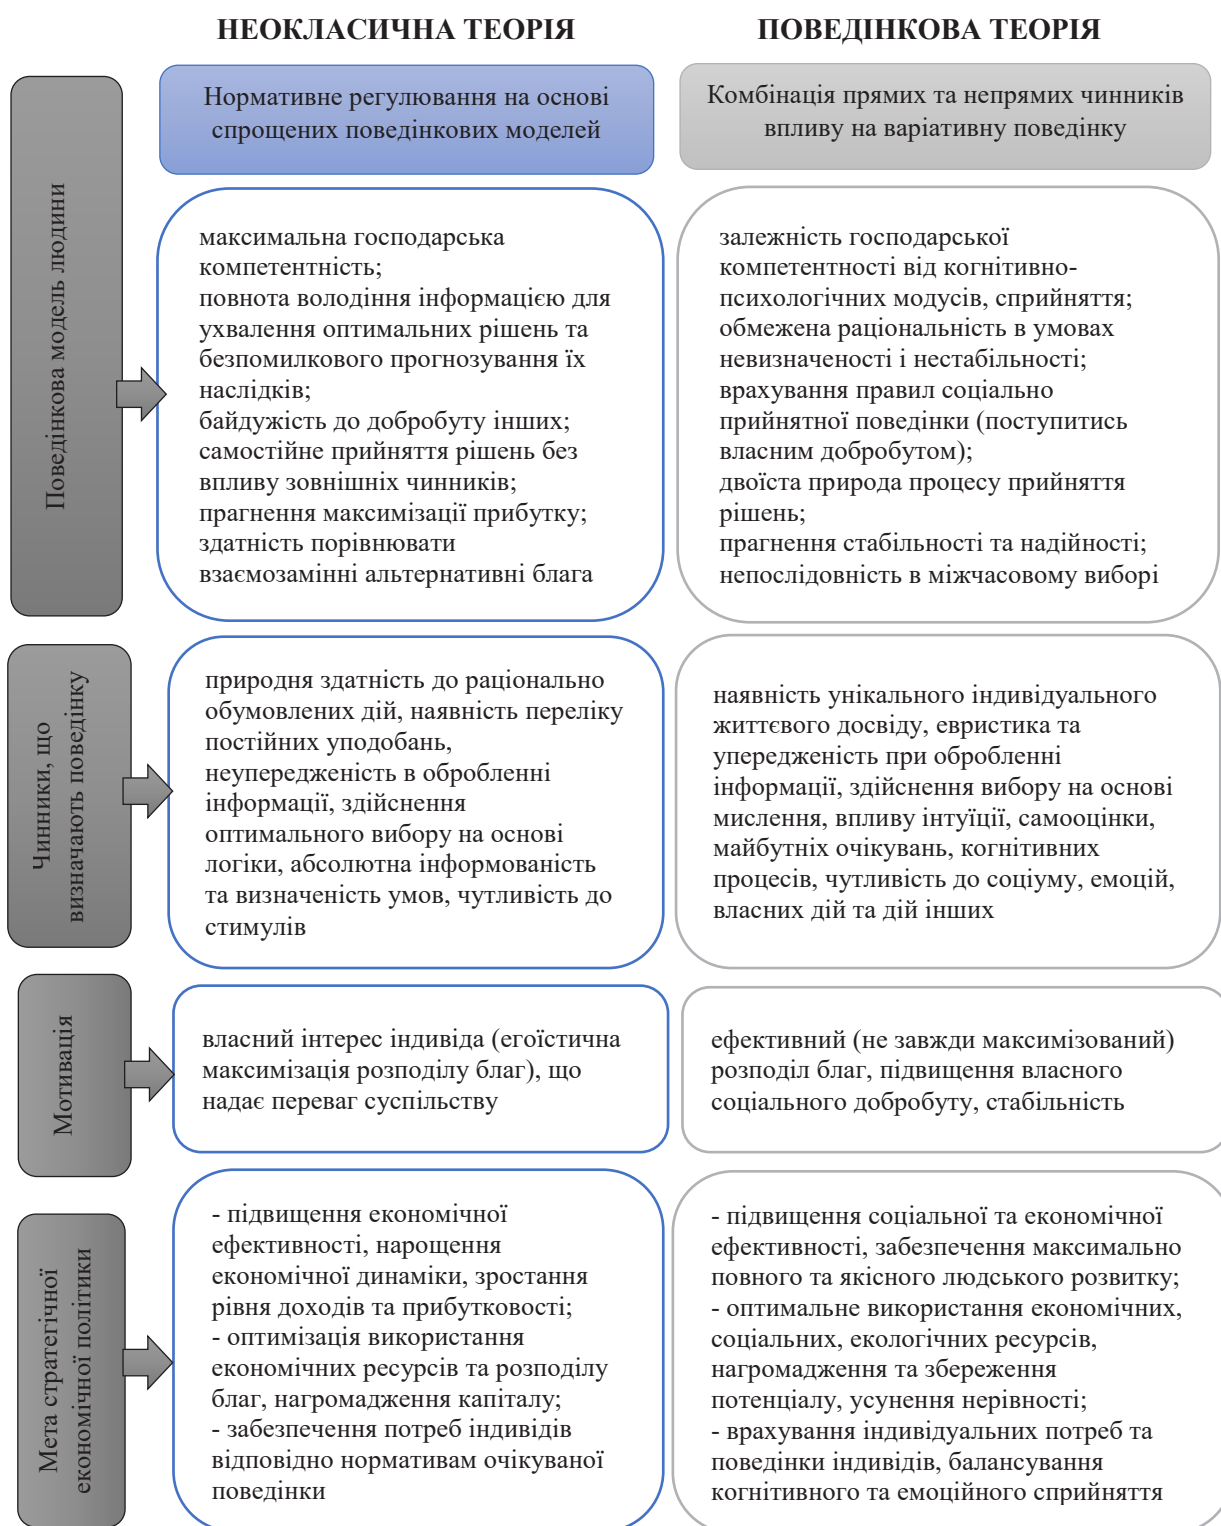 НЕОКЛАСИЧНА ТЕОРІЯ
ПОВЕДІНКОВА ТЕОРІЯ
Нормативне регулювання на основі
спрощених поведінкових моделей
Комбінація прямих та непрямих чинників
впливу на варіативну поведінку
Поведінкова модель людини
максимальна господарська
компетентність;
повнота володіння інформацією для
ухвалення оптимальних рішень та
безпомилкового прогнозування їх
наслідків;
байдужість до добробуту інших;
самостійне прийняття рішень без
впливу зовнішніх чинників;
прагнення максимізації прибутку;
здатність порівнювати
взаємозамінні альтернативні блага
залежність господарської
компетентності від когнітивно-
психологічних модусів, сприйняття;
обмежена раціональність в умовах
невизначеності і нестабільності;
врахування правил соціально
прийнятної поведінки (поступитись
власним добробутом);
двоїста природа процесу прийняття
рішень;
прагнення стабільності та надійності;
непослідовність в міжчасовому виборі
Чинники, що
визначають поведінку
природня здатність до раціонально
обумовлених дій, наявність переліку
постійних уподобань,
неупередженість в обробленні
інформації, здійснення
оптимального вибору на основі
логіки, абсолютна інформованість
та визначеність умов, чутливість до
стимулів
наявність унікального індивідуального
життєвого досвіду, евристика та
упередженість при обробленні
інформації, здійснення вибору на основі
мислення, впливу інтуїції, самооцінки,
майбутніх очікувань, когнітивних
процесів, чутливість до соціуму, емоцій,
власних дій та дій інших
Мотивація
власний інтерес індивіда (егоїстична
максимізація розподілу благ), що
надає переваг суспільству
ефективний (не завжди максимізований)
розподіл благ, підвищення власного
соціального добробуту, стабільність
Мета стратегічної
економічної політики
- підвищення економічної
ефективності, нарощення
економічної динаміки, зростання
рівня доходів та прибутковості;
- оптимізація використання
економічних ресурсів та розподілу
благ, нагромадження капіталу;
- забезпечення потреб індивідів
відповідно нормативам очікуваної
поведінки
- підвищення соціальної та економічної
ефективності, забезпечення максимально
повного та якісного людського розвитку;
- оптимальне використання економічних,
соціальних, екологічних ресурсів,
нагромадження та збереження
потенціалу, усунення нерівності;
- врахування індивідуальних потреб та
поведінки індивідів, балансування
когнітивного та емоційного сприйняття